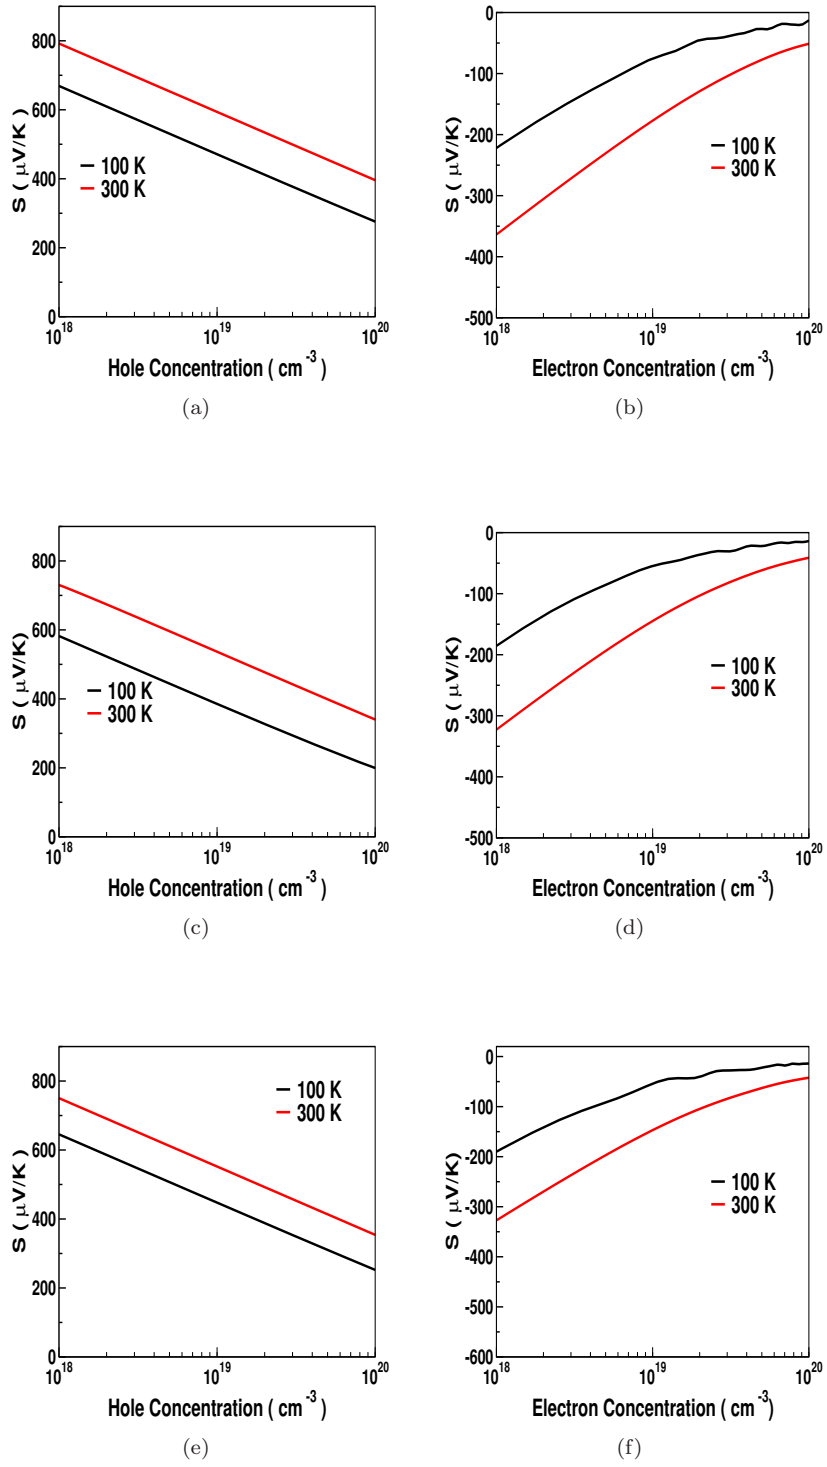 800
600
400
200
0
S ( μV/K)
100 K
300 K
10^18
10^19
10^20
Hole Concentration ( cm^-3 )
(a)
0
-100
-200
-300
-400
-500
S ( μV/K)
100 K
300 K
10^18
10^19
10^20
Electron Concentration ( cm^-3 )
(b)
800
600
400
200
0
S ( μV/K)
100 K
300 K
10^18
10^19
10^20
Hole Concentration ( cm^-3 )
(c)
0
-100
-200
-300
-400
-500
S ( μV/K)
100 K
300 K
10^18
10^19
10^20
Electron Concentration ( cm^-3 )
(d)
800
600
400
200
0
S ( μV/K)
100 K
300 K
10^18
10^19
10^20
Hole Concentration ( cm^-3 )
(e)
0
-100
-200
-300
-400
-500
-600
S ( μV/K)
100 K
300 K
10^18
10^19
10^20
Electron Concentration ( cm^-3 )
(f)